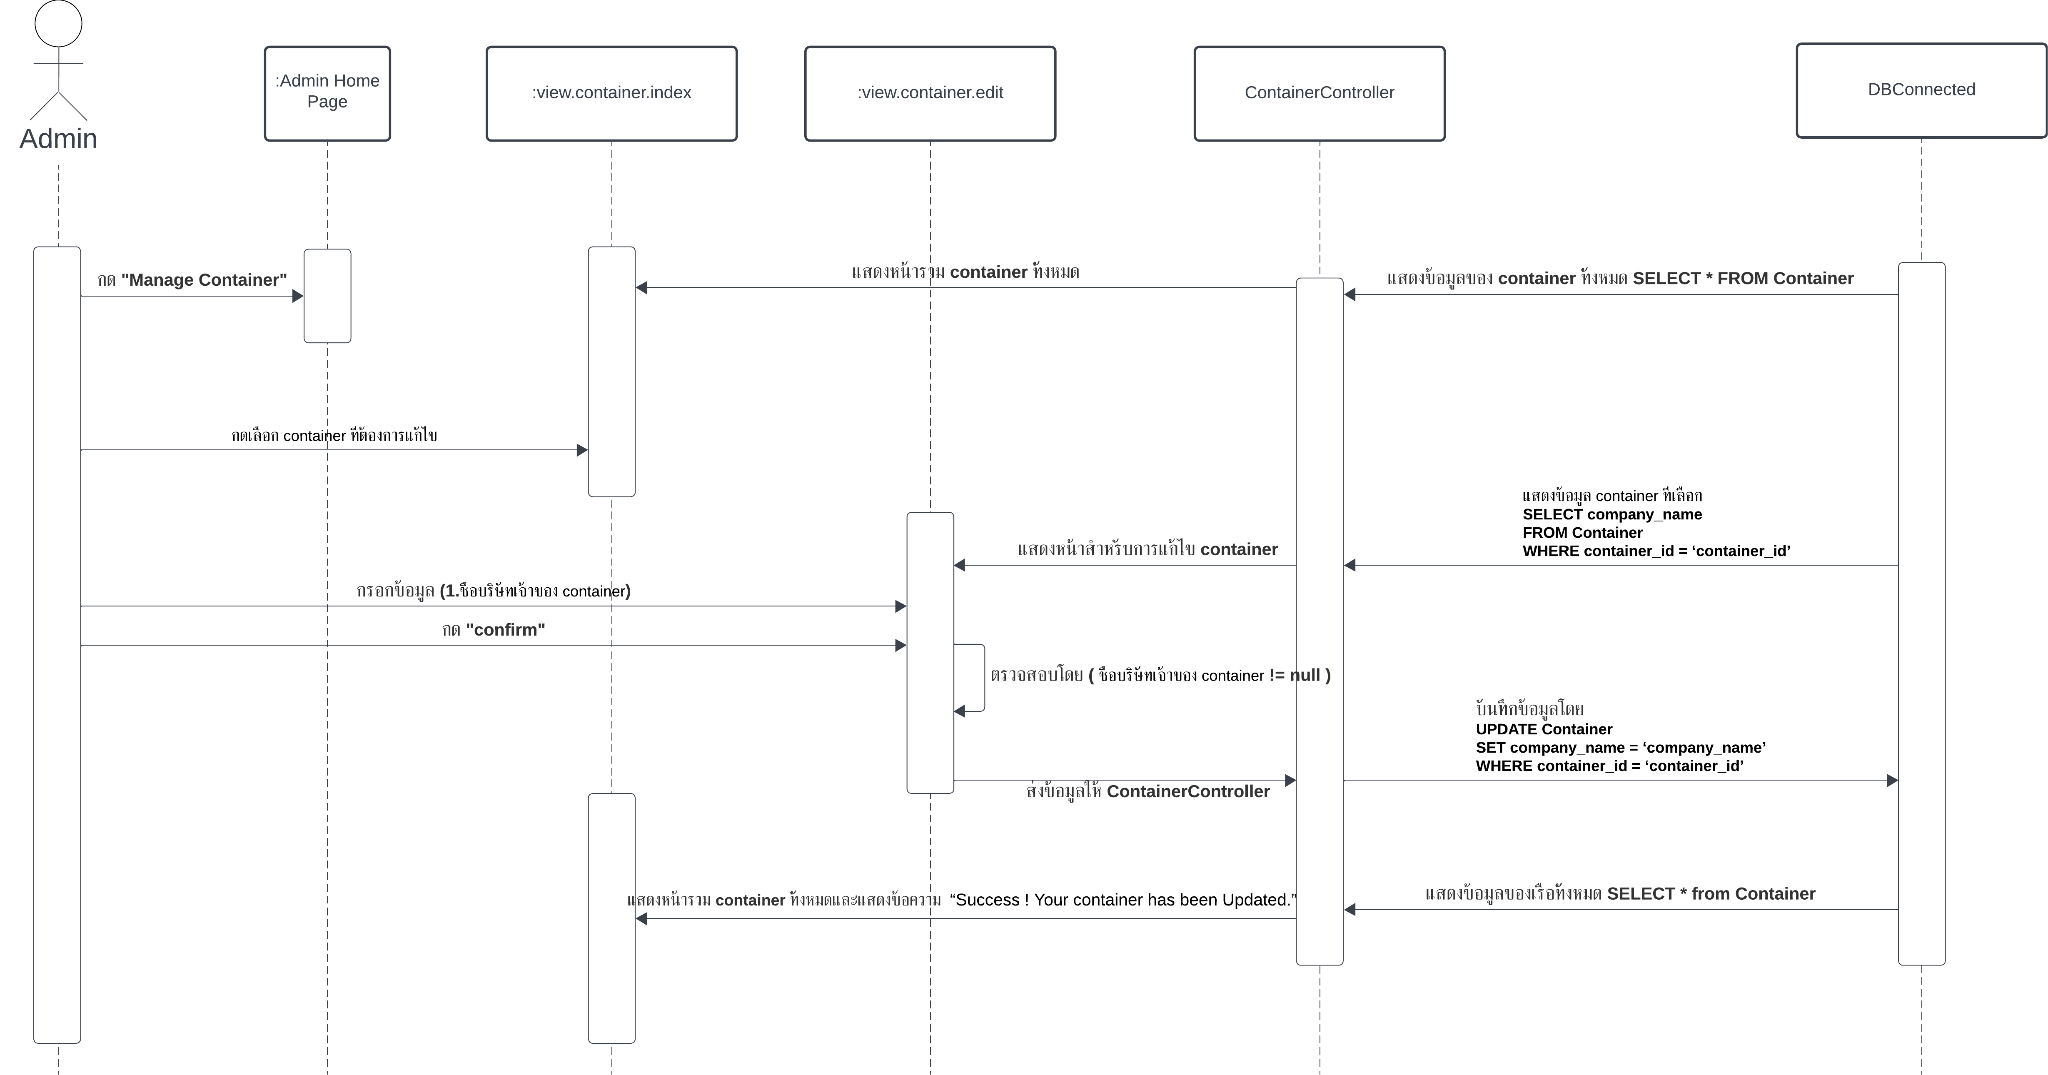 Admin
:Admin Home
Page
:view.container.index
:view.container.edit
ContainerController
DBConnected
กด "Manage Container"
แสดงหน้ารวม container ทั้งหมด
แสดงข้อมูลของ container ทั้งหมด SELECT * FROM Container
กดเลือก container ที่ต้องการแก้ไข
แสดงข้อมูล container ที่เลือก
SELECT company_name
FROM Container
WHERE container_id = ‘container_id’
แสดงหน้าสำหรับการแก้ไข container
กรอกข้อมูล (1.ชื่อบริษัทเจ้าของ container)
กด "confirm"
ตรวจสอบโดย ( ชื่อบริษัทเจ้าของ container != null )
บันทึกข้อมูลโดย
UPDATE Container
SET company_name = ‘company_name’
WHERE container_id = ‘container_id’
ส่งข้อมูลให้ ContainerController
แสดงข้อมูลของเรือทั้งหมด SELECT * from Container
แสดงหน้ารวม container ทั้งหมดและแสดงข้อความ “Success ! Your container has been Updated.”